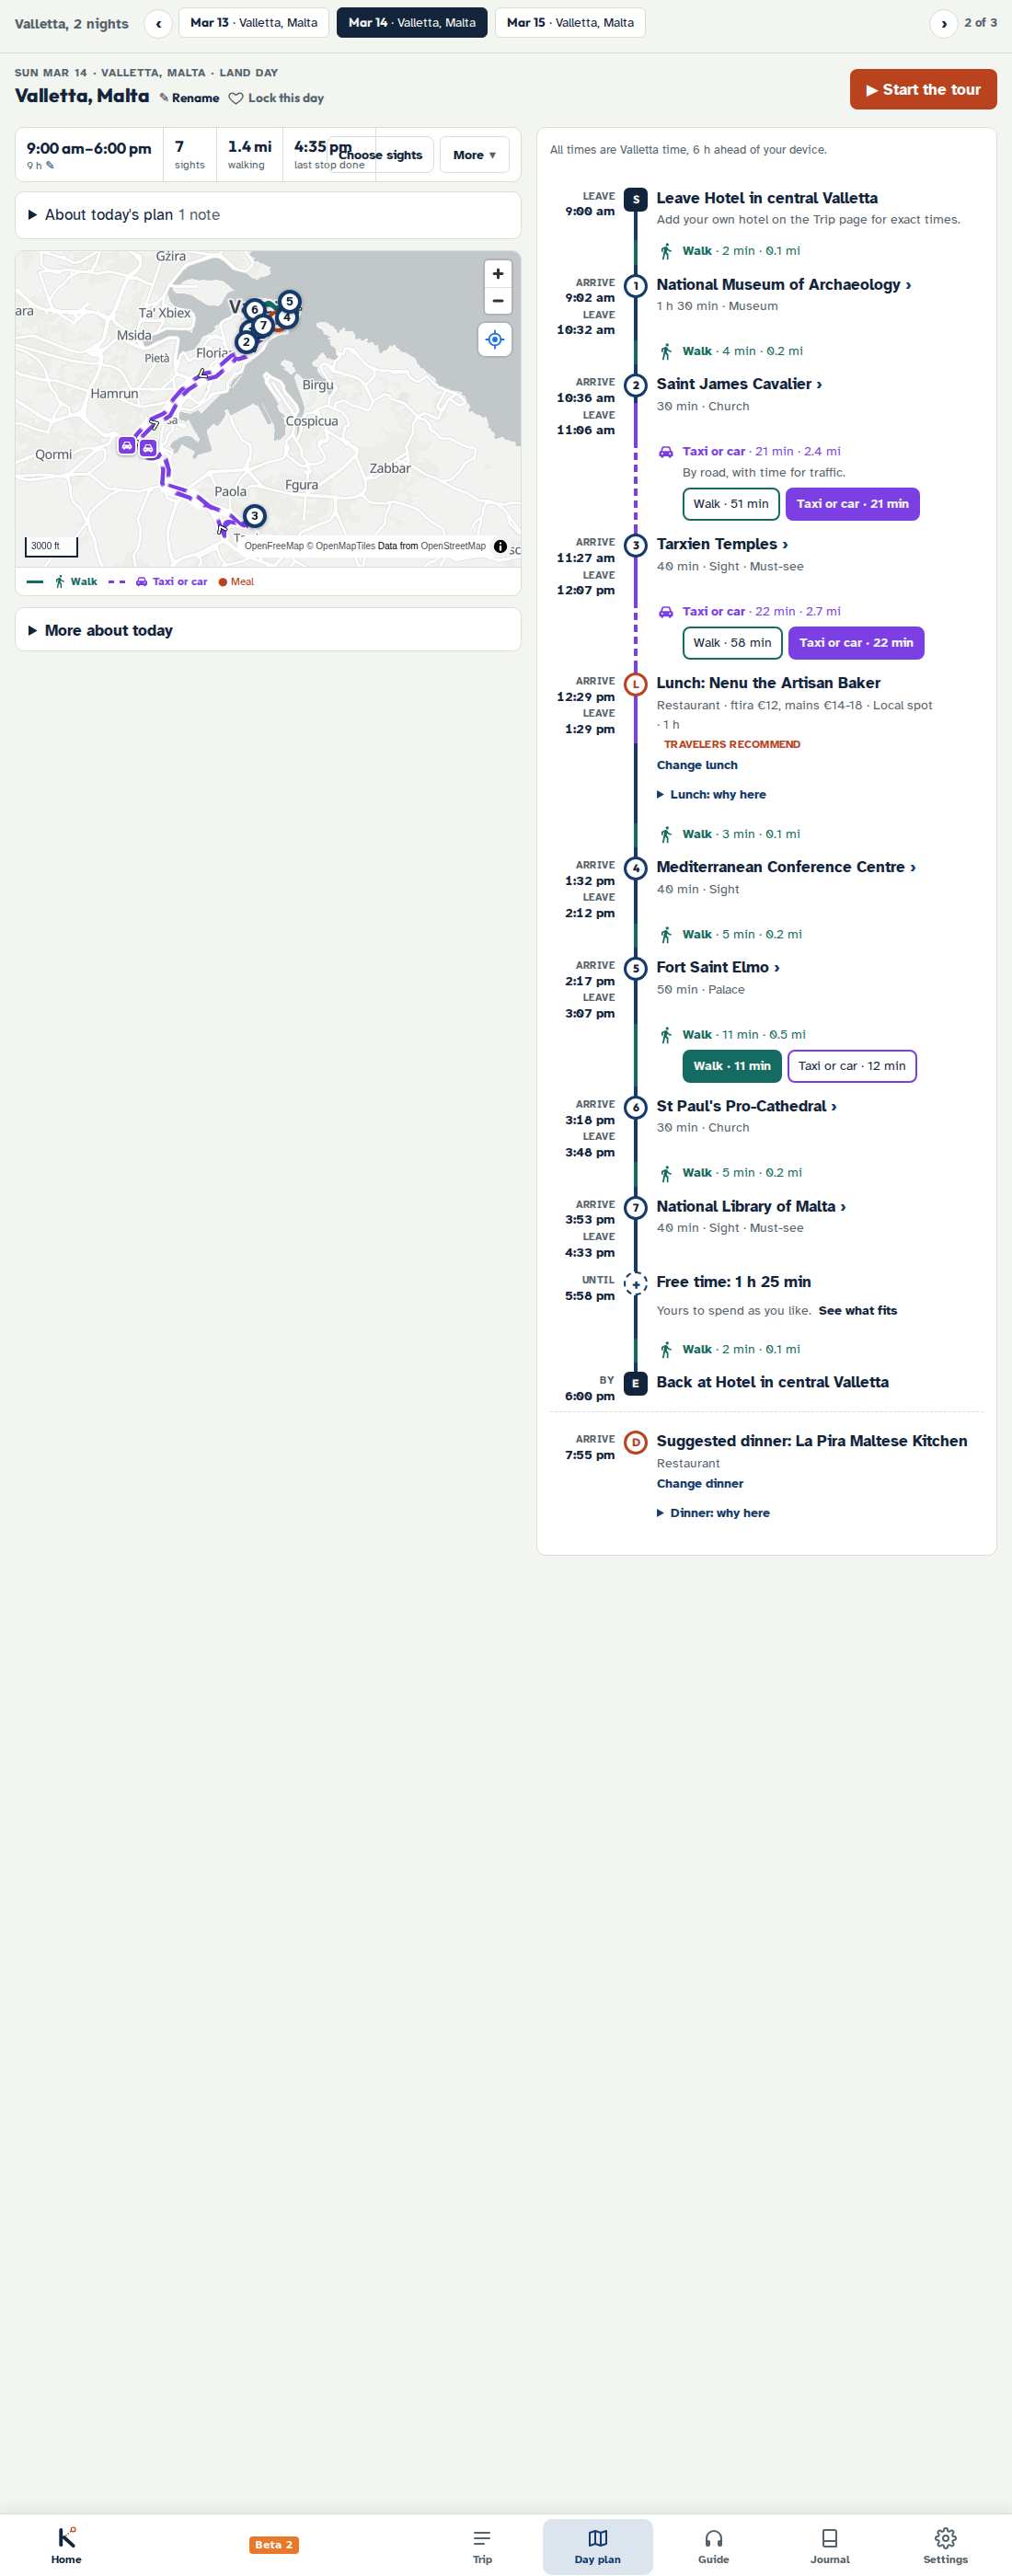 Valletta, 2 nights
‹
Mar 13 · Valletta, Malta
Mar 14 · Valletta, Malta
Mar 15 · Valletta, Malta
›
2 of 3
SUN MAR 14 · VALLETTA, MALTA · LAND DAY
Valletta, Malta
✎ Rename
Lock this day
▶ Start the tour
9:00 am–6:00 pm
9 h ✎
7
sights
1.4 mi
walking
4:35 pm
last stop done
Choose sights
More ▾
▶ About today's plan 1 note
Gżira
ara
Ta' Xbiex
Msida
Pietà
Floria
Hamrun
Birgu
Cospicua
sa
Qormi
Zabbar
Paola
Fgura
6
5
4
7
2
3
+
−
3000 ft
OpenFreeMap © OpenMapTiles Data from OpenStreetMap
Walk
Taxi or car
Meal
▶ More about today
All times are Valletta time, 6 h ahead of your device.
LEAVE
9:00 am
S
Leave Hotel in central Valletta
Add your own hotel on the Trip page for exact times.
Walk · 2 min · 0.1 mi
ARRIVE
9:02 am
LEAVE
10:32 am
1
National Museum of Archaeology ›
1 h 30 min · Museum
Walk · 4 min · 0.2 mi
ARRIVE
10:36 am
LEAVE
11:06 am
2
Saint James Cavalier ›
30 min · Church
Taxi or car · 21 min · 2.4 mi
By road, with time for traffic.
Walk · 51 min
Taxi or car · 21 min
ARRIVE
11:27 am
LEAVE
12:07 pm
3
Tarxien Temples ›
40 min · Sight · Must-see
Taxi or car · 22 min · 2.7 mi
Walk · 58 min
Taxi or car · 22 min
ARRIVE
12:29 pm
LEAVE
1:29 pm
L
Lunch: Nenu the Artisan Baker
Restaurant · ftira €12, mains €14-18 · Local spot
· 1 h
TRAVELERS RECOMMEND
Change lunch
▶ Lunch: why here
Walk · 3 min · 0.1 mi
ARRIVE
1:32 pm
LEAVE
2:12 pm
4
Mediterranean Conference Centre ›
40 min · Sight
Walk · 5 min · 0.2 mi
ARRIVE
2:17 pm
LEAVE
3:07 pm
5
Fort Saint Elmo ›
50 min · Palace
Walk · 11 min · 0.5 mi
Walk · 11 min
Taxi or car · 12 min
ARRIVE
3:18 pm
LEAVE
3:48 pm
6
St Paul's Pro-Cathedral ›
30 min · Church
Walk · 5 min · 0.2 mi
ARRIVE
3:53 pm
LEAVE
4:33 pm
7
National Library of Malta ›
40 min · Sight · Must-see
UNTIL
5:58 pm
+
Free time: 1 h 25 min
Yours to spend as you like. See what fits
Walk · 2 min · 0.1 mi
BY
6:00 pm
E
Back at Hotel in central Valletta
ARRIVE
7:55 pm
D
Suggested dinner: La Pira Maltese Kitchen
Restaurant
Change dinner
▶ Dinner: why here
Home
Beta 2
Trip
Day plan
Guide
Journal
Settings